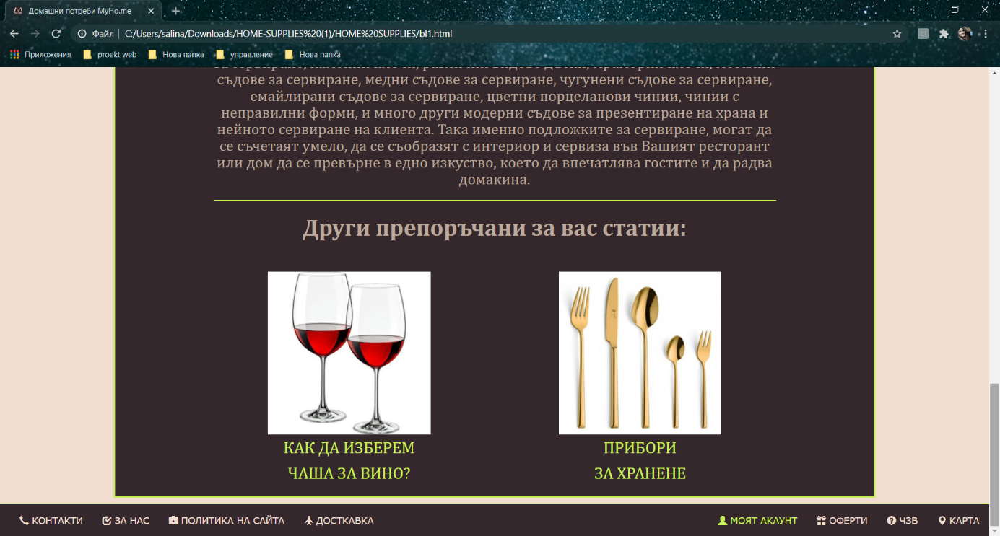 Домашни потреби MyHo.me
Файл
C:/Users/salina/Downloads/HOME-SUPPLIES%20(1)/HOME%20SUPPLIES/bl1.html
Приложения proekt web Нова папка управление Нова папка
съдове за сервиране, медни съдове за сервиране, чугунени съдове за сервиране,
емайлирани съдове за сервиране, цветни порцеланови чинии, чинии с
неправилни форми, и много други модерни съдове за презентиране на храна и
нейното сервиране на клиента. Така именно подложките за сервиране, могат да
се съчетаят умело, да се съобразят с интериор и сервиза във Вашият ресторант
или дом да се превърне в едно изкуство, което да впечатлява гостите и да радва
домакина.
Други препоръчани за вас статии:
КАК ДА ИЗБЕРЕМ
ЧАША ЗА ВИНО?
ПРИБОРИ
ЗА ХРАНЕНЕ
КОНТАКТИ ЗА НАС ПОЛИТИКА НА САЙТА ДОСТКАВКА МОЯТ АКАУНТ ОФЕРТИ ЧЗВ КАРТА